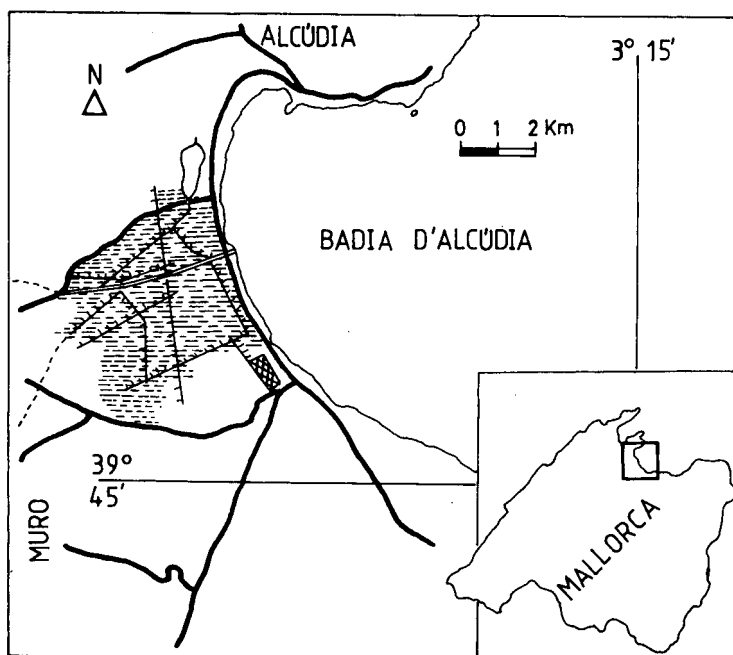 ALCÚDIA
3° 15′
N
0 1 2 Km
BADIA D'ALCÚDIA
39°
45′
MURO
MALLORCA